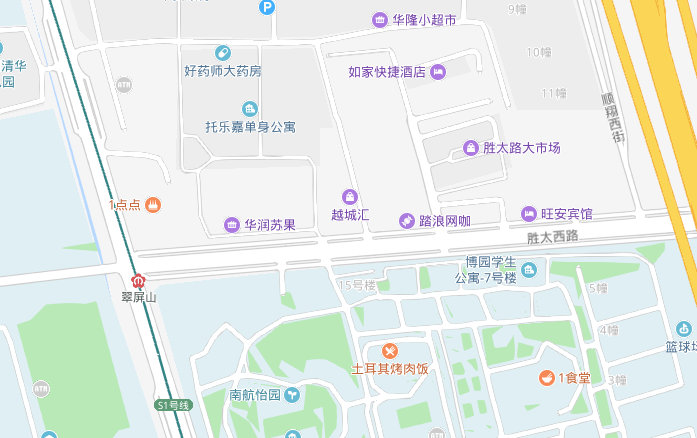 华隆小超市
9幢
P
清华
花园
好药师大药房
如家快捷酒店
10幢
11幢
ATM
托乐嘉单身公寓
顺翔西街
胜太路大市场
1点点
华润苏果
越城汇
踏浪网咖
旺安宾馆
胜太西路
博园学生
公寓-7号楼
翠屏山
15号楼
5幢
4幢
篮球场
土耳其烤肉饭
1食堂
3幢
ATM
南航怡园
S1号线